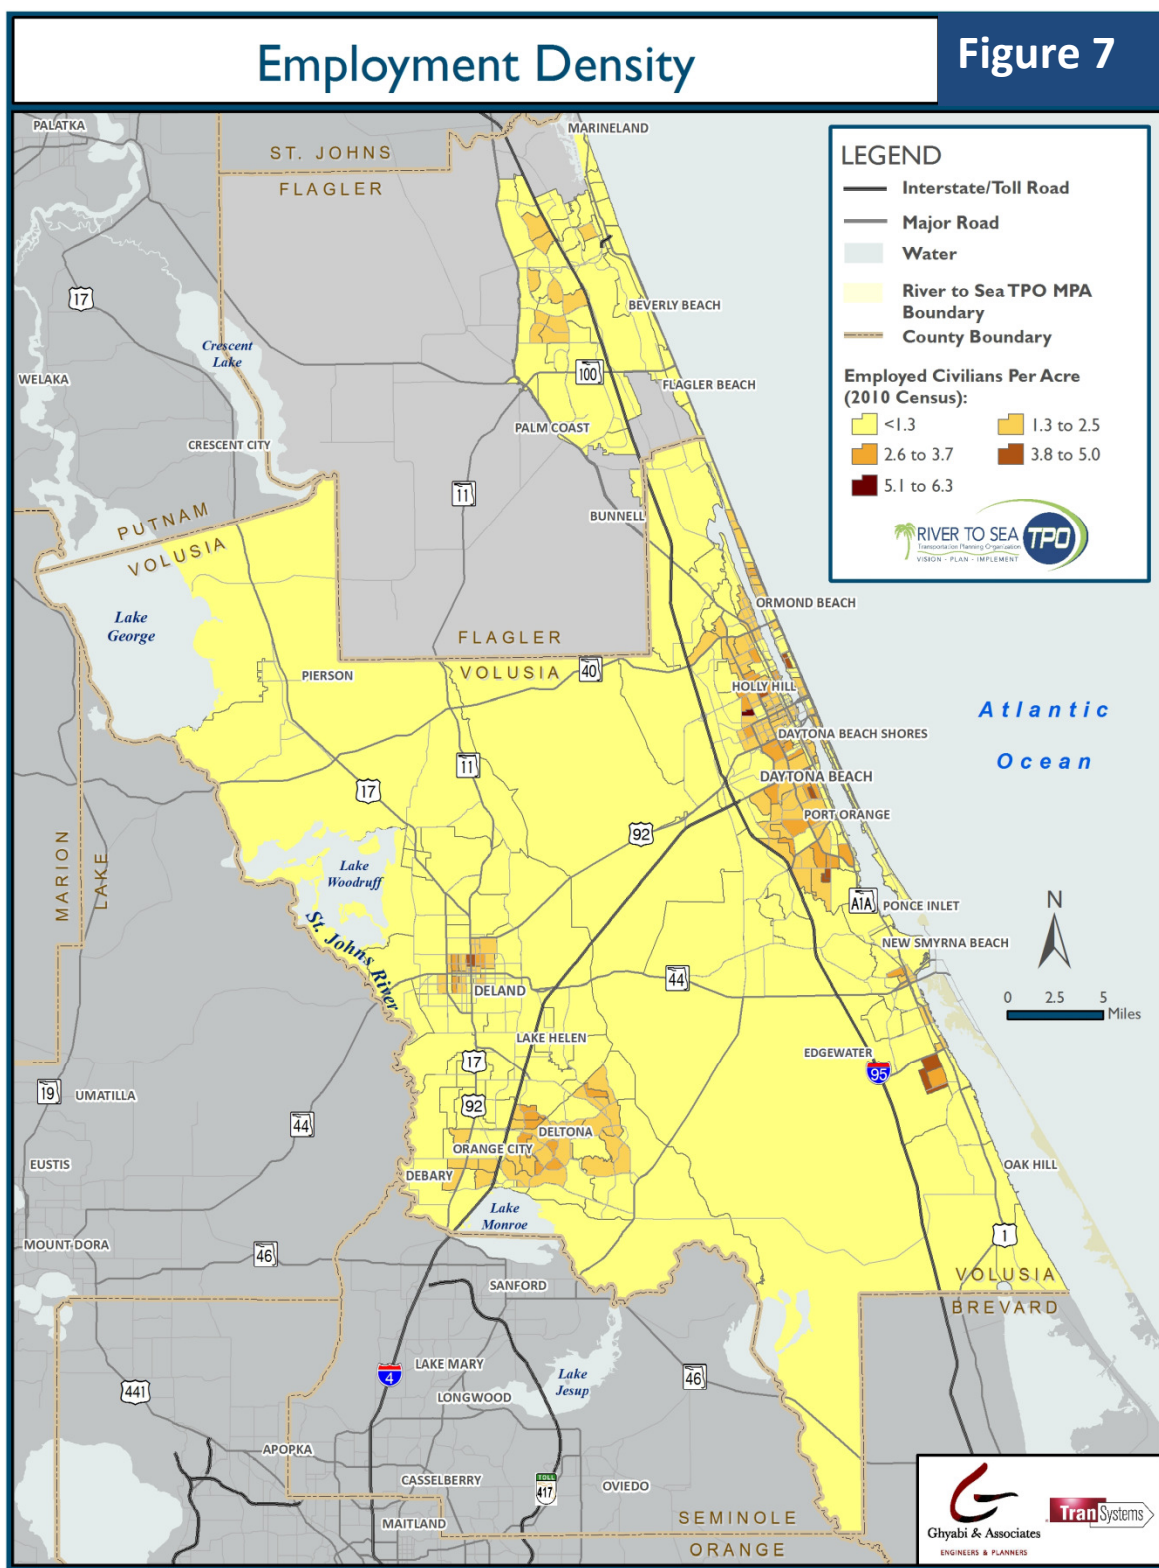 Employment Density
Figure 7
PALATKA
MARINELAND
ST. JOHNS
FLAGLER
LEGEND
Interstate/Toll Road
Major Road
Water
River to Sea TPO MPA
Boundary
County Boundary
Employed Civilians Per Acre
(2010 Census):
<1.3
1.3 to 2.5
2.6 to 3.7
3.8 to 5.0
5.1 to 6.3
RIVER TO SEA
TPO
Transportation Planning Organization
VISION - PLAN - IMPLEMENT
17
BEVERLY BEACH
Crescent
Lake
WELAKA
100
FLAGLER BEACH
PALM COAST
CRESCENT CITY
11
BUNNELL
PUTNAM
VOLUSIA
Lake
George
ORMOND BEACH
FLAGLER
VOLUSIA
40
PIERSON
HOLLY HILL
Atlantic
Ocean
DAYTONA BEACH SHORES
11
DAYTONA BEACH
17
PORT ORANGE
92
MARION
LAKE
Lake
Woodruff
A1A
PONCE INLET
N
St. Johns River
NEW SMYRNA BEACH
44
DELAND
0 2.5 5
Miles
LAKE HELEN
EDGEWATER
17
95
19
UMATILLA
92
44
DELTONA
ORANGE CITY
EUSTIS
DEBARY
OAK HILL
Lake
Monroe
MOUNT DORA
46
1
SANFORD
VOLUSIA
BREVARD
4
LAKE MARY
Lake
Jesup
46
441
LONGWOOD
APOPKA
CASSELBERRY
TOLL
417
OVIEDO
MAITLAND
SEMINOLE
ORANGE
Ghyabi & Associates
ENGINEERS & PLANNERS
TranSystems